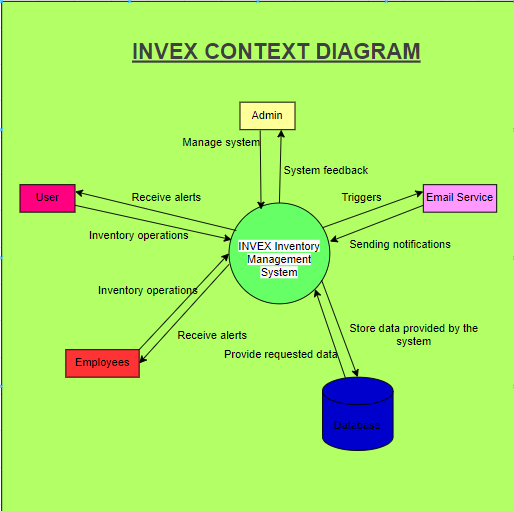 INVEX CONTEXT DIAGRAM
Admin
Manage system
System feedback
User
Receive alerts
Triggers
Email Service
Inventory operations
Sending notifications
INVEX Inventory
Management
System
Inventory operations
Receive alerts
Store data provided by the
system
Provide requested data
Employees
Database